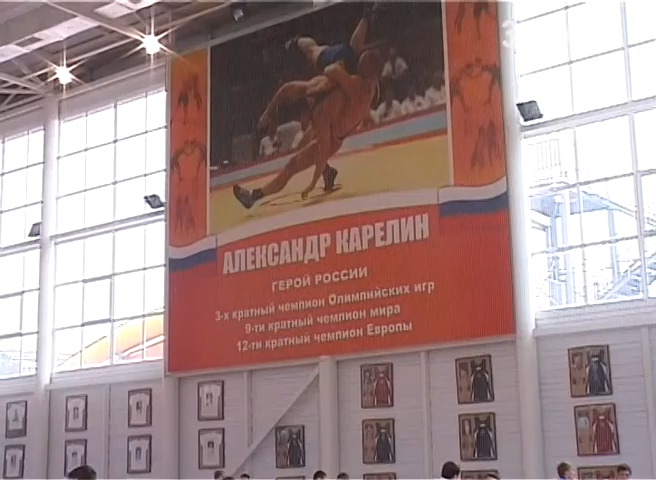 АЛЕКСАНДР КАРЕЛИН
ГЕРОЙ РОССИИ
3-х кратный чемпион Олимпийских игр
9-ти кратный чемпион мира
12-ти кратный чемпион Европы